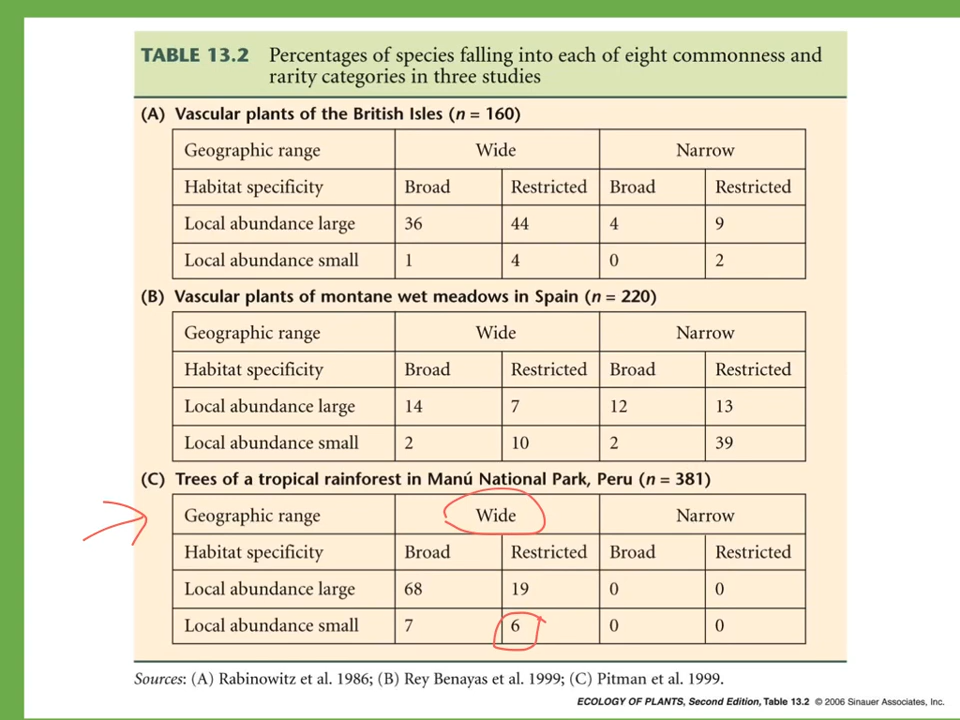 TABLE 13.2 Percentages of species falling into each of eight commonness and
rarity categories in three studies
(A) Vascular plants of the British Isles (n = 160)
Geographic range Wide Narrow
Habitat specificity Broad Restricted Broad Restricted
Local abundance large 36 44 4 9
Local abundance small 1 4 0 2
(B) Vascular plants of montane wet meadows in Spain (n = 220)
Geographic range Wide Narrow
Habitat specificity Broad Restricted Broad Restricted
Local abundance large 14 7 12 13
Local abundance small 2 10 2 39
(C) Trees of a tropical rainforest in Manú National Park, Peru (n = 381)
Geographic range Wide Narrow
Habitat specificity Broad Restricted Broad Restricted
Local abundance large 68 19 0 0
Local abundance small 7 6 0 0
Sources: (A) Rabinowitz et al. 1986; (B) Rey Benayas et al. 1999; (C) Pitman et al. 1999.
ECOLOGY OF PLANTS, Second Edition, Table 13.2 © 2006 Sinauer Associates, Inc.